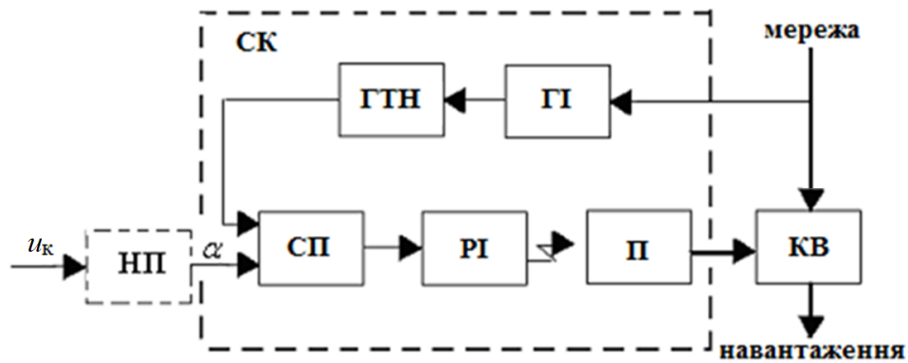 СК
мережа
ГТН
ГІ
uк
НП
α
СП
РІ
П
КВ
навантаження